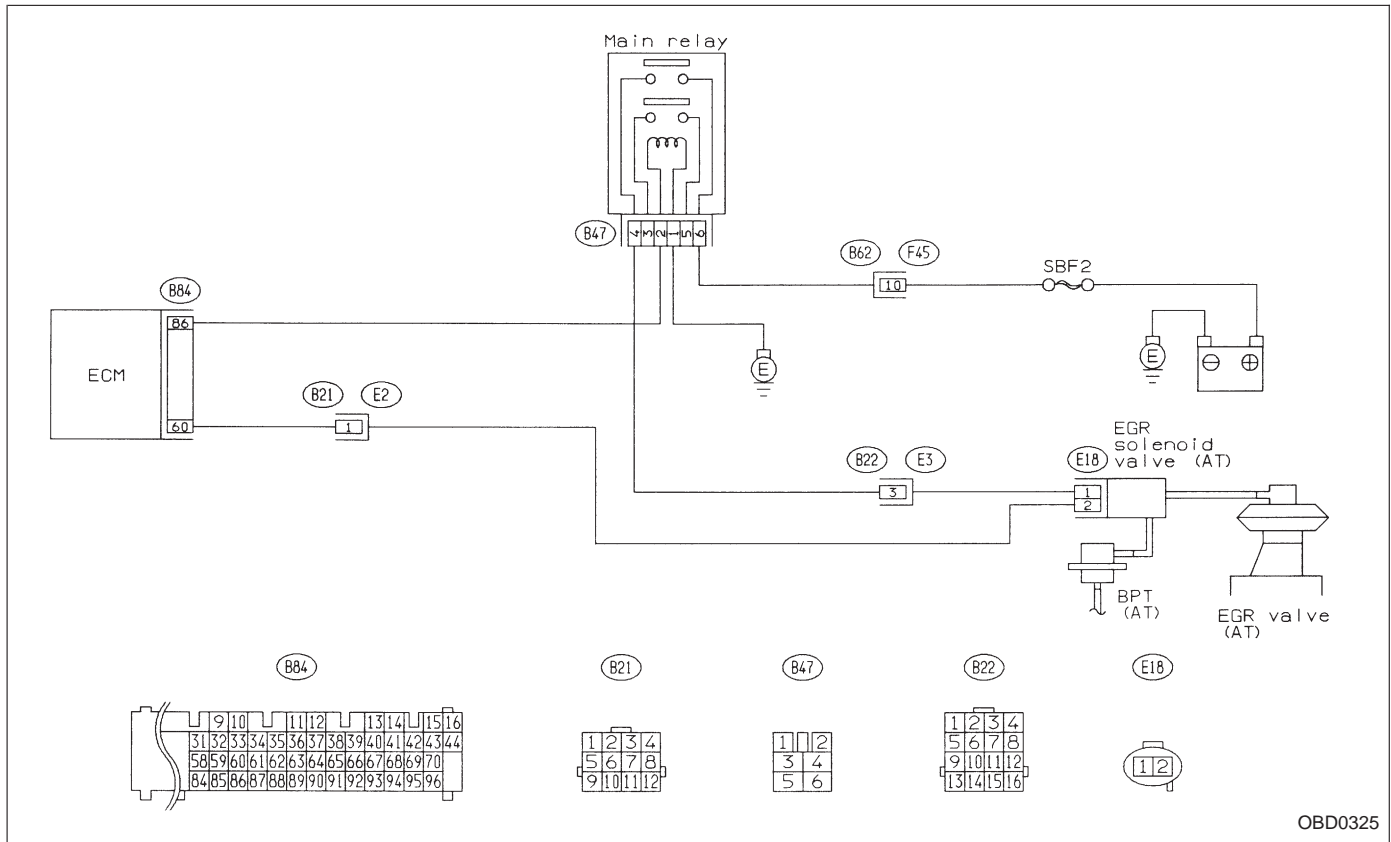 Main relay
B47
4 3 2 1 5 6
B62 F45
10
SBF2
B84
86
ECM
60
B21 E2
1
E
E
⊖ ⊕
EGR
solenoid
valve (AT)
B22 E3
3
E18
1
2
BPT
(AT)
EGR valve
(AT)
B84
9 10 11 12 13 14 15 16
31 32 33 34 35 36 37 38 39 40 41 42 43 44
58 59 60 61 62 63 64 65 66 67 68 69 70
84 85 86 87 88 89 90 91 92 93 94 95 96
B21
1 2 3 4
5 6 7 8
9 10 11 12
B47
1 2
3 4
5 6
B22
1 2 3 4
5 6 7 8
9 10 11 12
13 14 15 16
E18
1 2
OBD0325